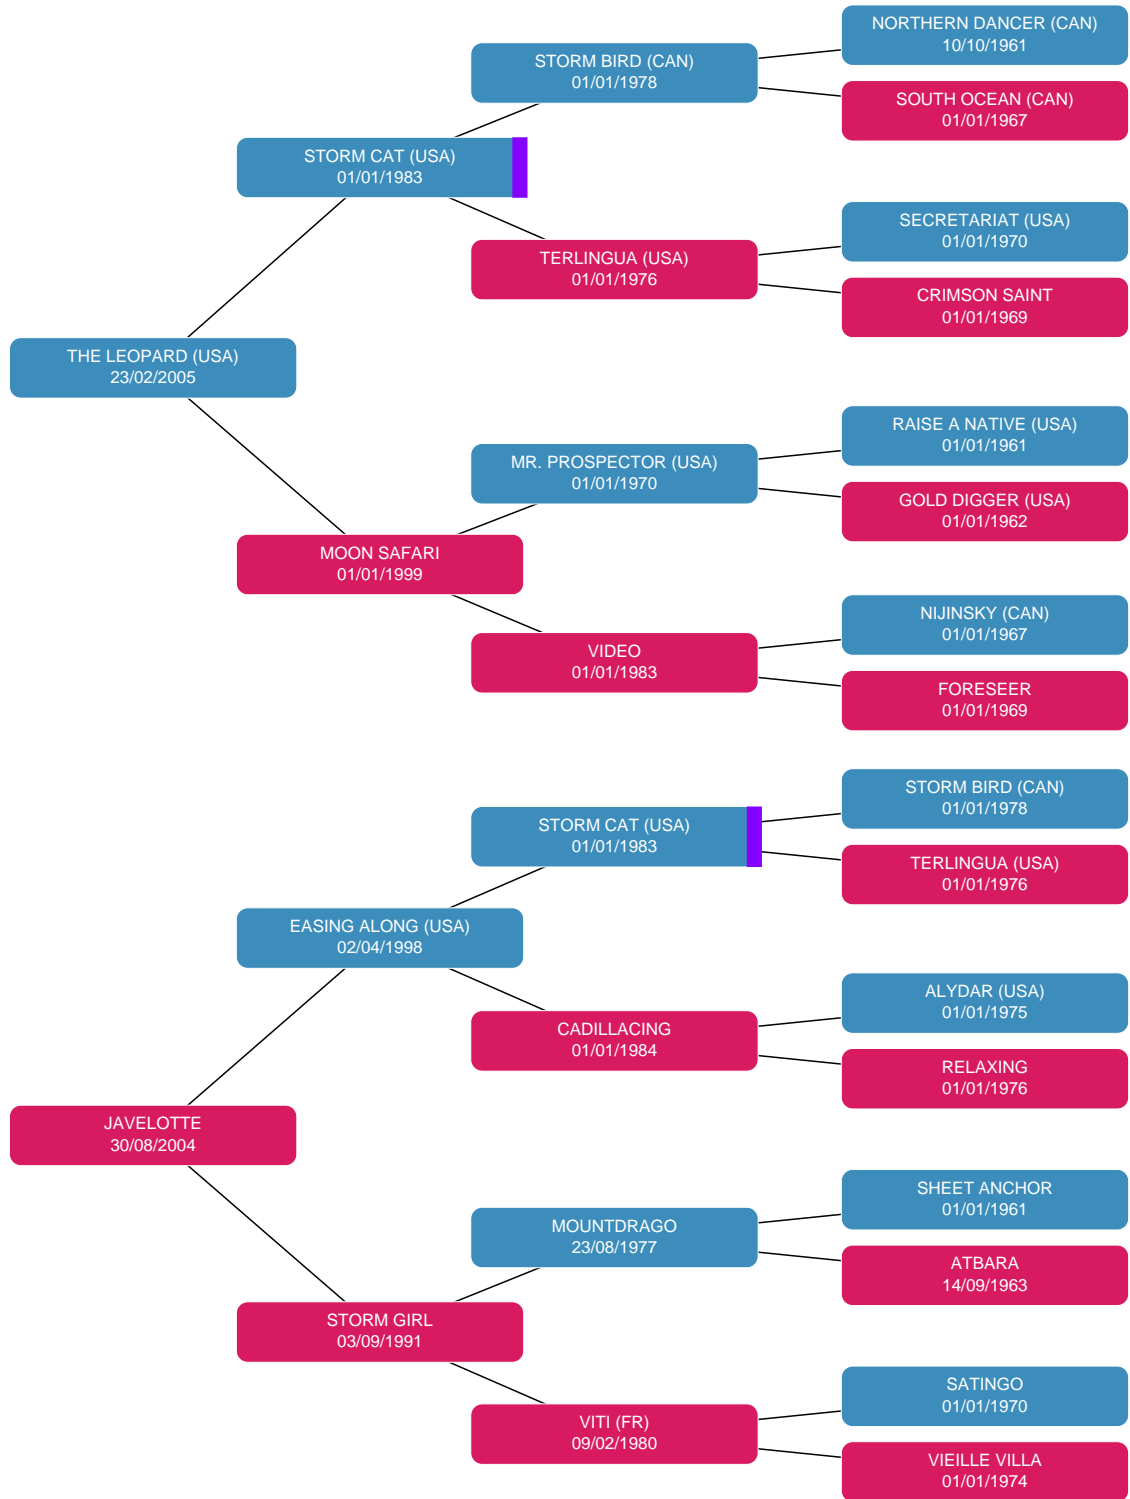 NORTHERN DANCER (CAN)
10/10/1961
STORM BIRD (CAN)
01/01/1978
SOUTH OCEAN (CAN)
01/01/1967
STORM CAT (USA)
01/01/1983
SECRETARIAT (USA)
01/01/1970
TERLINGUA (USA)
01/01/1976
CRIMSON SAINT
01/01/1969
THE LEOPARD (USA)
23/02/2005
RAISE A NATIVE (USA)
01/01/1961
MR. PROSPECTOR (USA)
01/01/1970
GOLD DIGGER (USA)
01/01/1962
MOON SAFARI
01/01/1999
NIJINSKY (CAN)
01/01/1967
VIDEO
01/01/1983
FORESEER
01/01/1969
STORM BIRD (CAN)
01/01/1978
STORM CAT (USA)
01/01/1983
TERLINGUA (USA)
01/01/1976
EASING ALONG (USA)
02/04/1998
ALYDAR (USA)
01/01/1975
CADILLACING
01/01/1984
RELAXING
01/01/1976
JAVELOTTE
30/08/2004
SHEET ANCHOR
01/01/1961
MOUNTDRAGO
23/08/1977
ATBARA
14/09/1963
STORM GIRL
03/09/1991
SATINGO
01/01/1970
VITI (FR)
09/02/1980
VIEILLE VILLA
01/01/1974